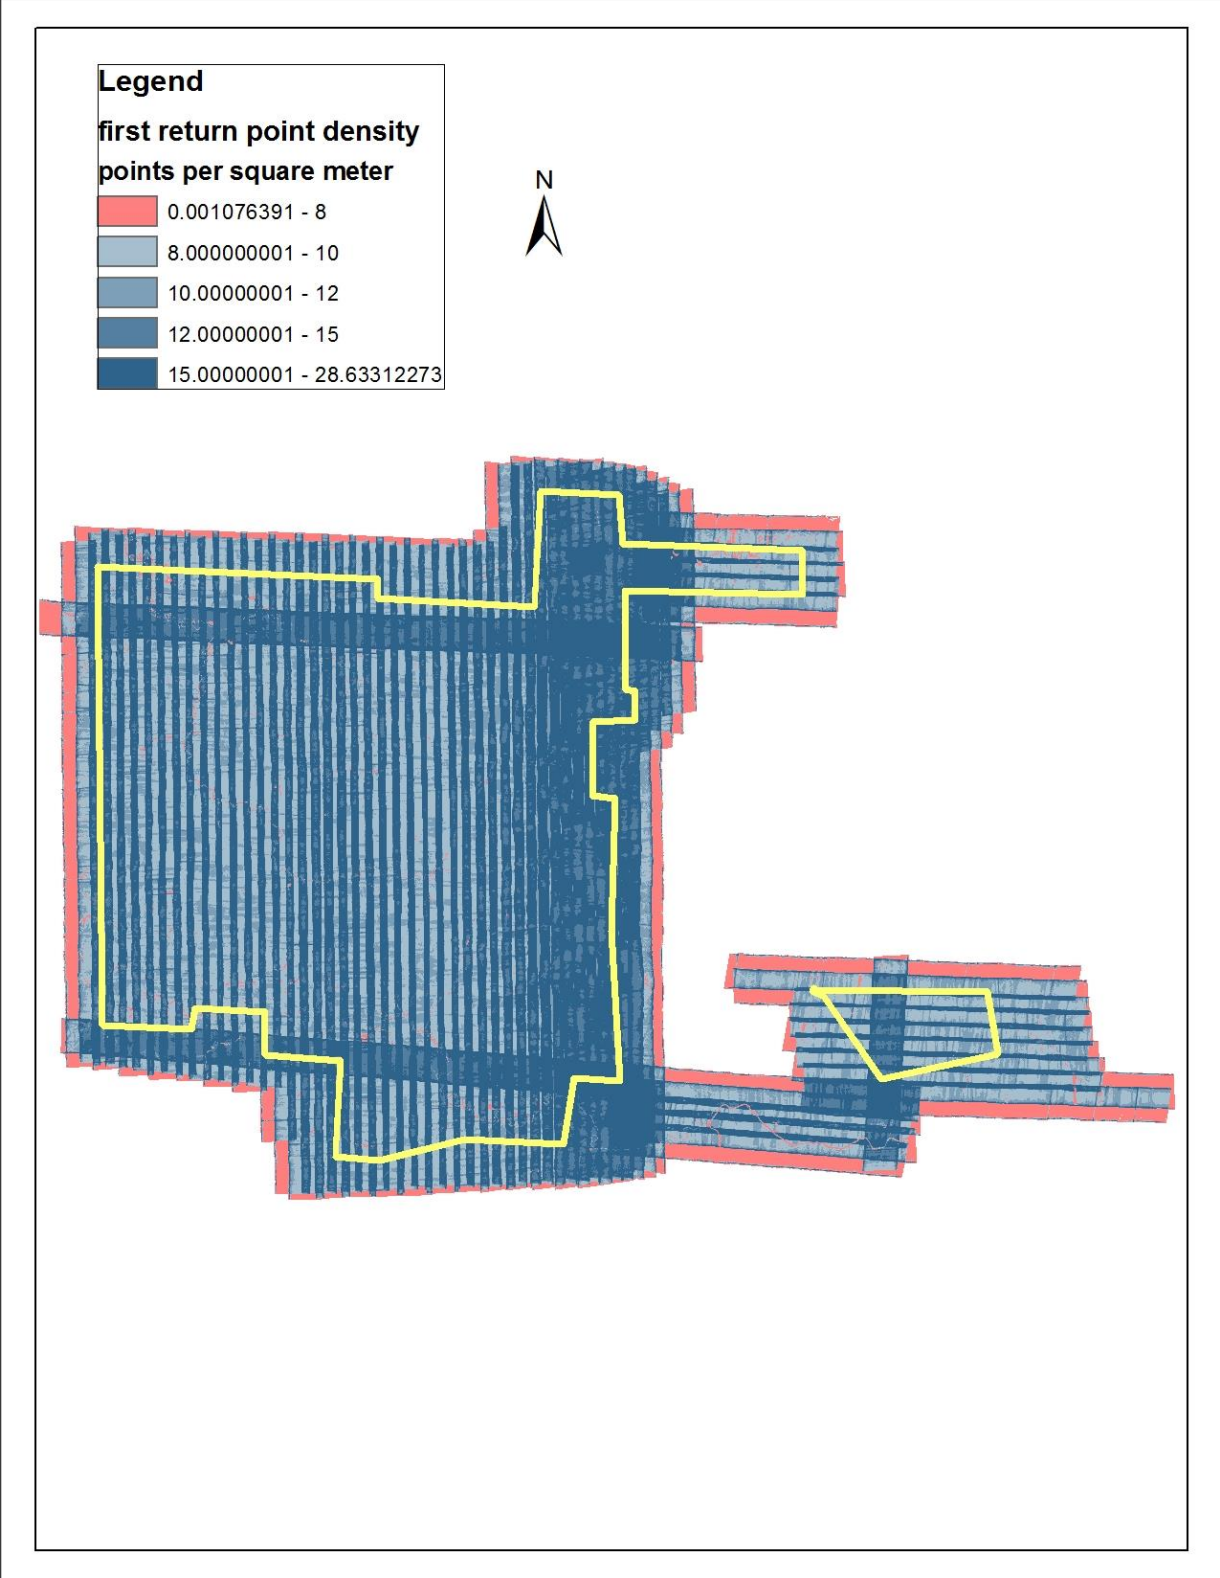 Legend
first return point density
points per square meter
0.001076391 - 8
8.000000001 - 10
10.00000001 - 12
12.00000001 - 15
15.00000001 - 28.63312273
N